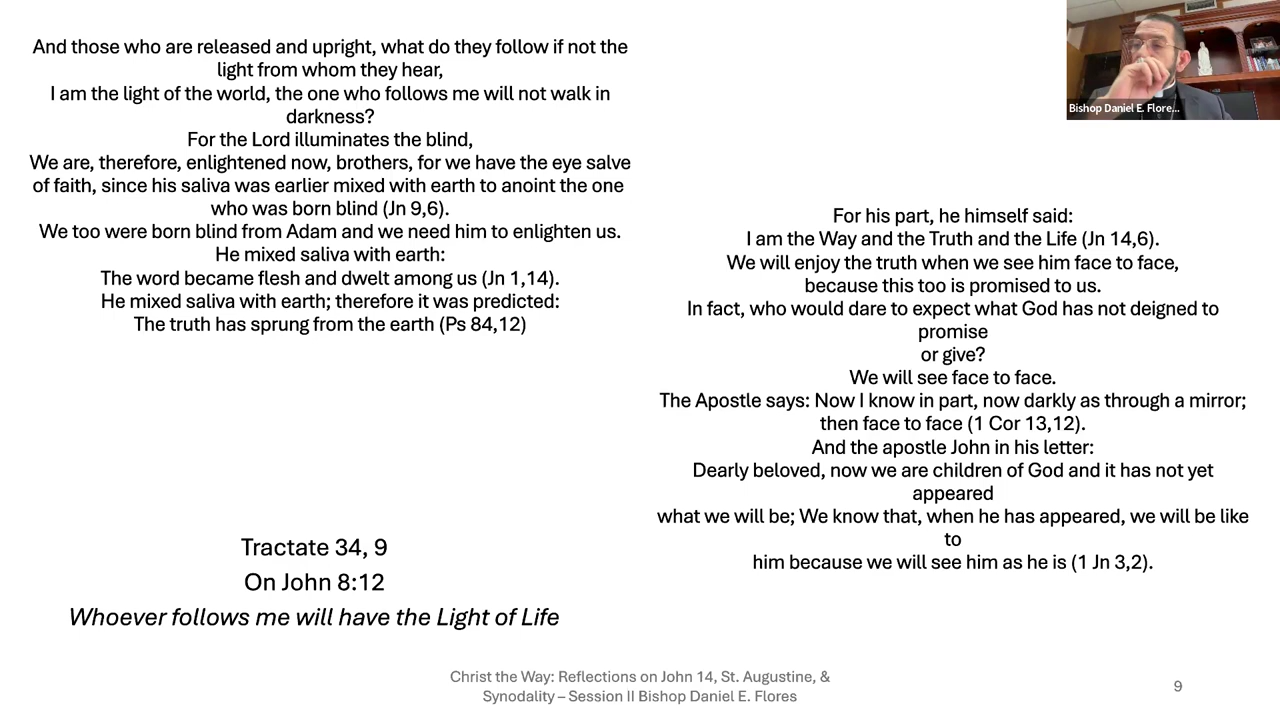 And those who are released and upright, what do they follow if not the
light from whom they hear,
I am the light of the world, the one who follows me will not walk in
darkness?
For the Lord illuminates the blind,
We are, therefore, enlightened now, brothers, for we have the eye salve
of faith, since his saliva was earlier mixed with earth to anoint the one
who was born blind (Jn 9,6).
We too were born blind from Adam and we need him to enlighten us.
He mixed saliva with earth:
The word became flesh and dwelt among us (Jn 1,14).
He mixed saliva with earth; therefore it was predicted:
The truth has sprung from the earth (Ps 84,12)
Tractate 34, 9
On John 8:12
Whoever follows me will have the Light of Life
Bishop Daniel E. Flore...
For his part, he himself said:
I am the Way and the Truth and the Life (Jn 14,6).
We will enjoy the truth when we see him face to face,
because this too is promised to us.
In fact, who would dare to expect what God has not deigned to
promise
or give?
We will see face to face.
The Apostle says: Now I know in part, now darkly as through a mirror;
then face to face (1 Cor 13,12).
And the apostle John in his letter:
Dearly beloved, now we are children of God and it has not yet
appeared
what we will be; We know that, when he has appeared, we will be like
to
him because we will see him as he is (1 Jn 3,2).
Christ the Way: Reflections on John 14, St. Augustine, &
Synodality – Session II Bishop Daniel E. Flores
9